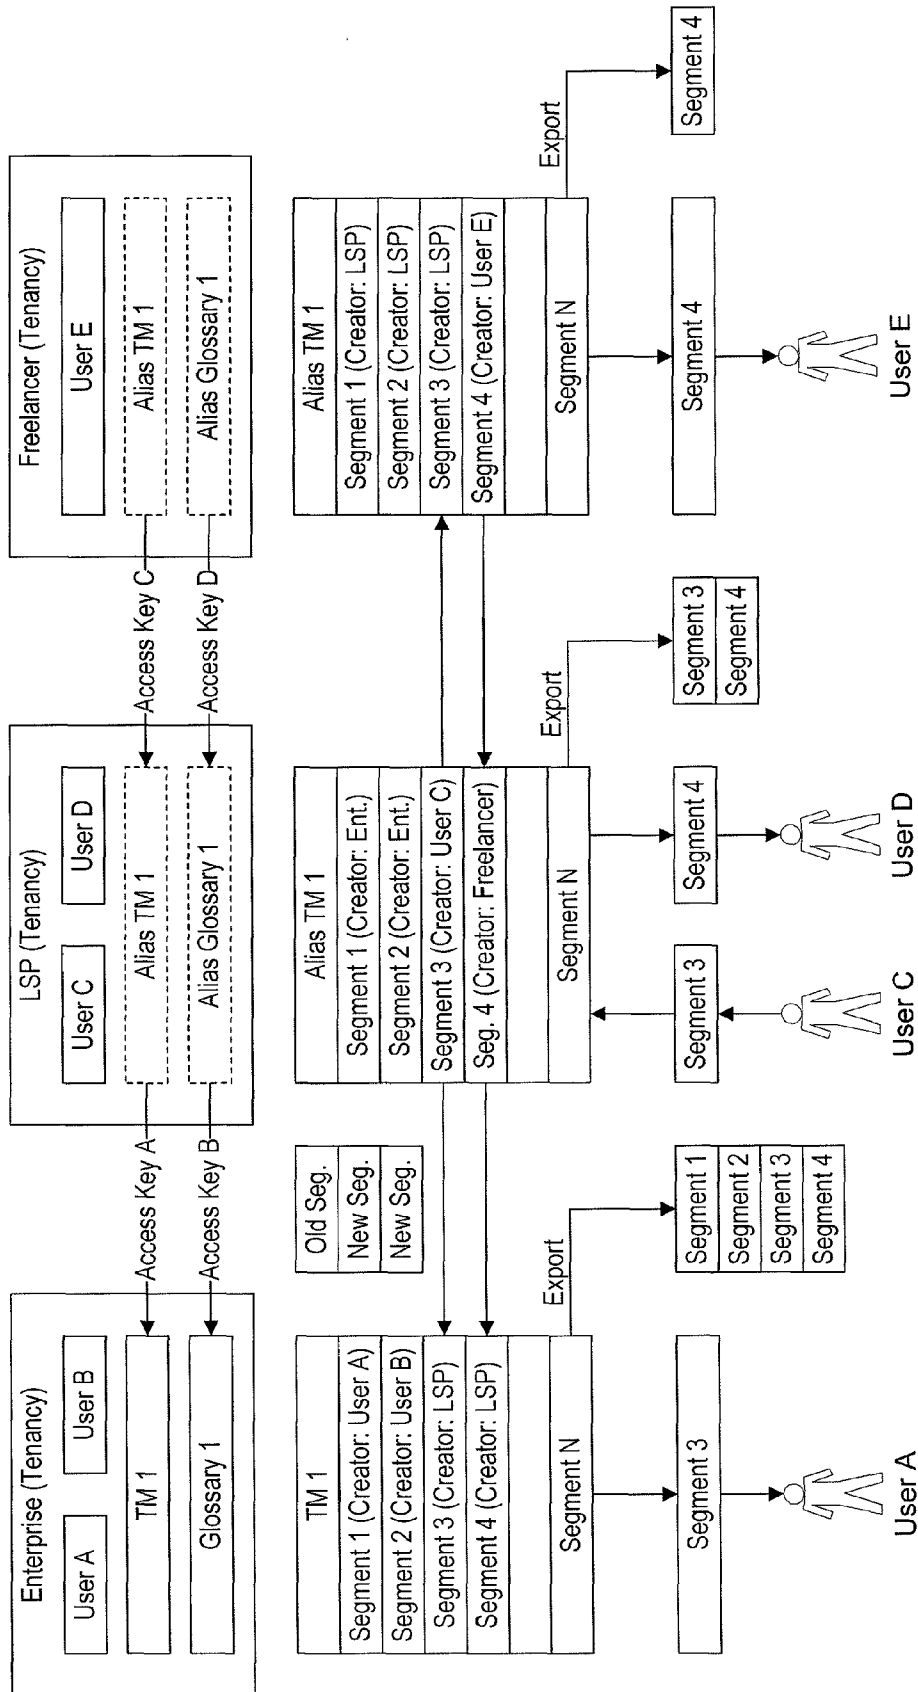 Enterprise (Tenancy)
User A
User B
TM 1
Glossary 1
Access Key A
Access Key B
LSP (Tenancy)
User C
User D
Alias TM 1
Alias Glossary 1
Access Key C
Access Key D
Freelancer (Tenancy)
User E
Alias TM 1
Alias Glossary 1
TM 1
Segment 1 (Creator: User A)
Segment 2 (Creator: User B)
Segment 3 (Creator: LSP)
Segment 4 (Creator: LSP)
Segment N
Export
Old Seg.
New Seg.
New Seg.
Alias TM 1
Segment 1 (Creator: Ent.)
Segment 2 (Creator: Ent.)
Segment 3 (Creator: User C)
Seg. 4 (Creator: Freelancer)
Segment N
Export
Alias TM 1
Segment 1 (Creator: LSP)
Segment 2 (Creator: LSP)
Segment 3 (Creator: LSP)
Segment 4 (Creator: User E)
Segment N
Export
Segment 3
Segment 1
Segment 2
Segment 3
Segment 4
Segment 3
Segment 4
Segment 3
Segment 4
Segment 4
Segment 4
User A
User C
User D
User E